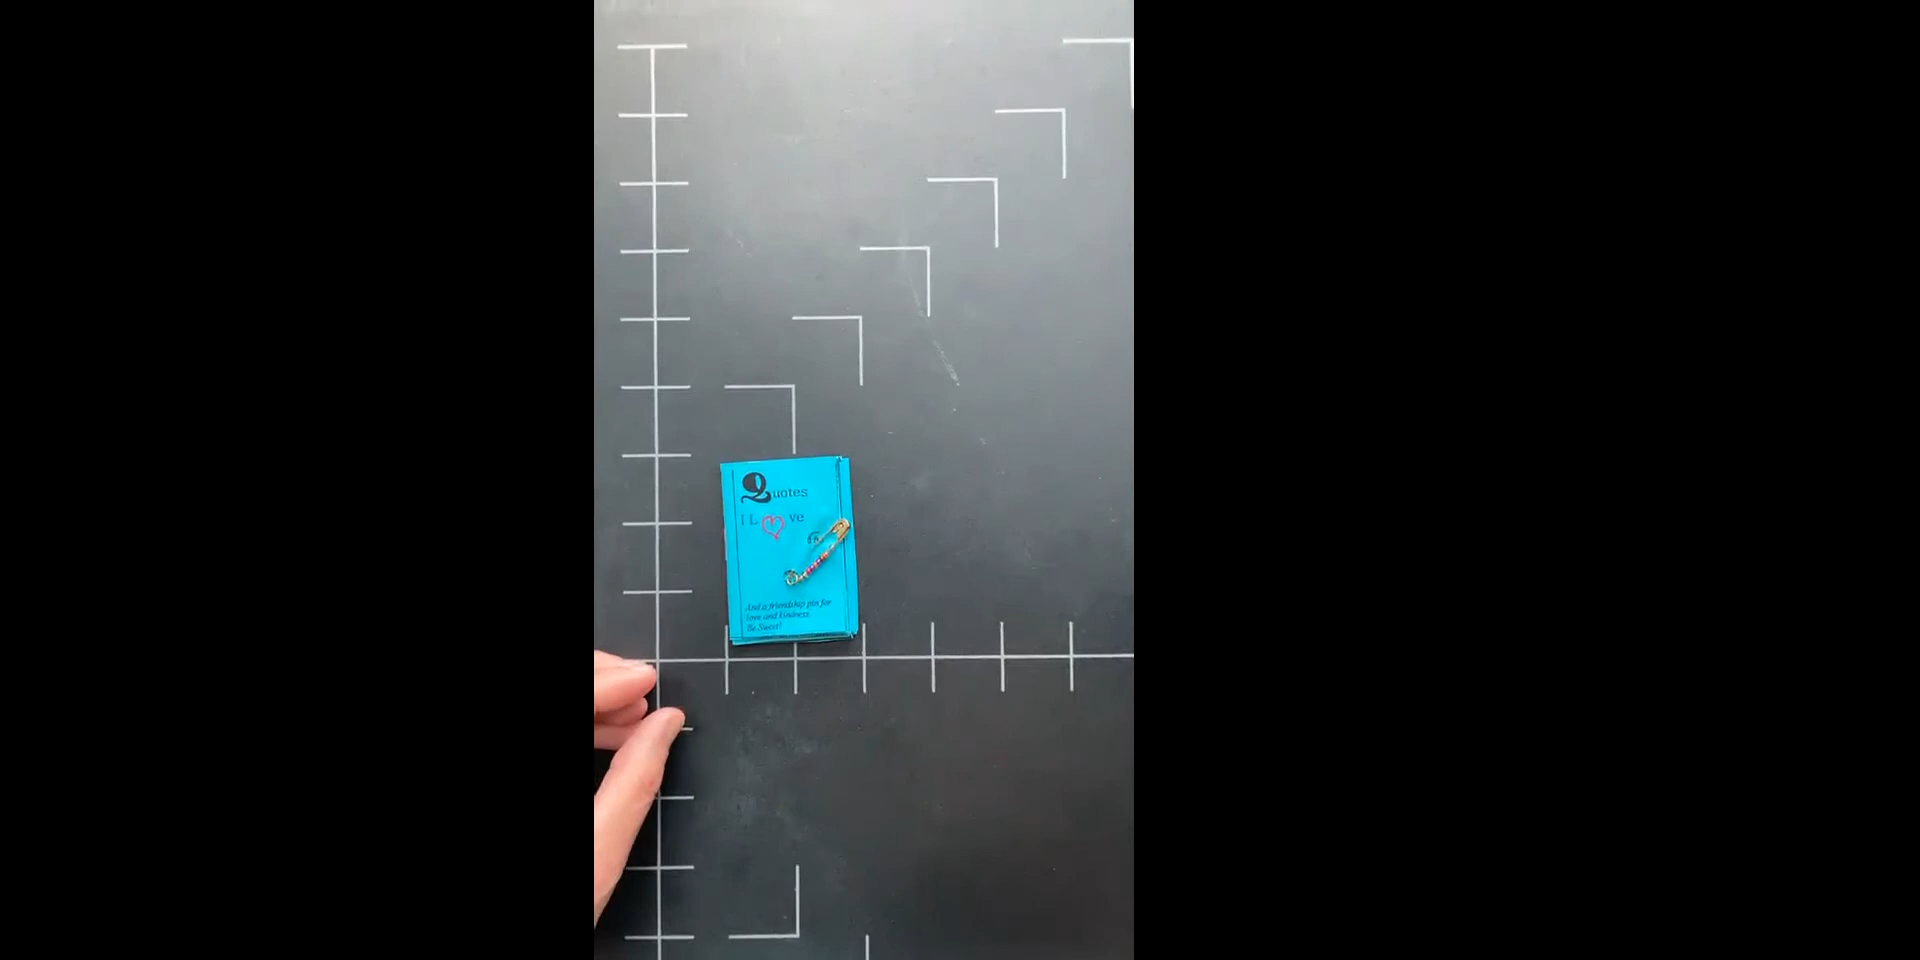 Quotes
I L ve
And a friendship pin for
love and kindness
Be Sweet!